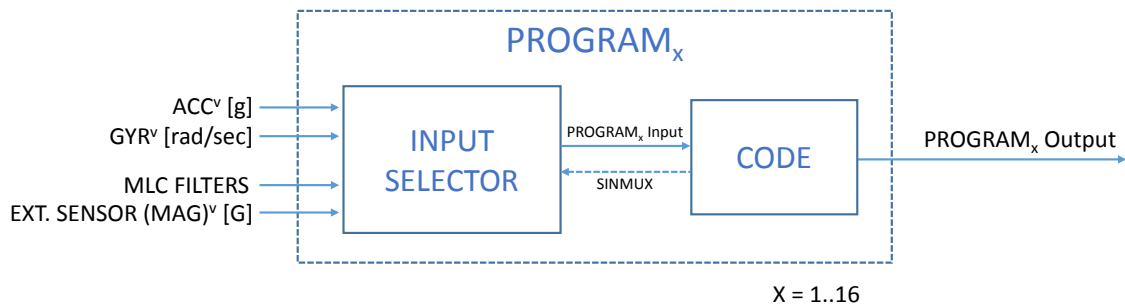 PROGRAMₓ
ACCᵛ [g]
GYRᵛ [rad/sec]
MLC FILTERS
EXT. SENSOR (MAG)ᵛ [G]
INPUT
SELECTOR
PROGRAMₓ Input
SINMUX
CODE
PROGRAMₓ Output
X = 1..16